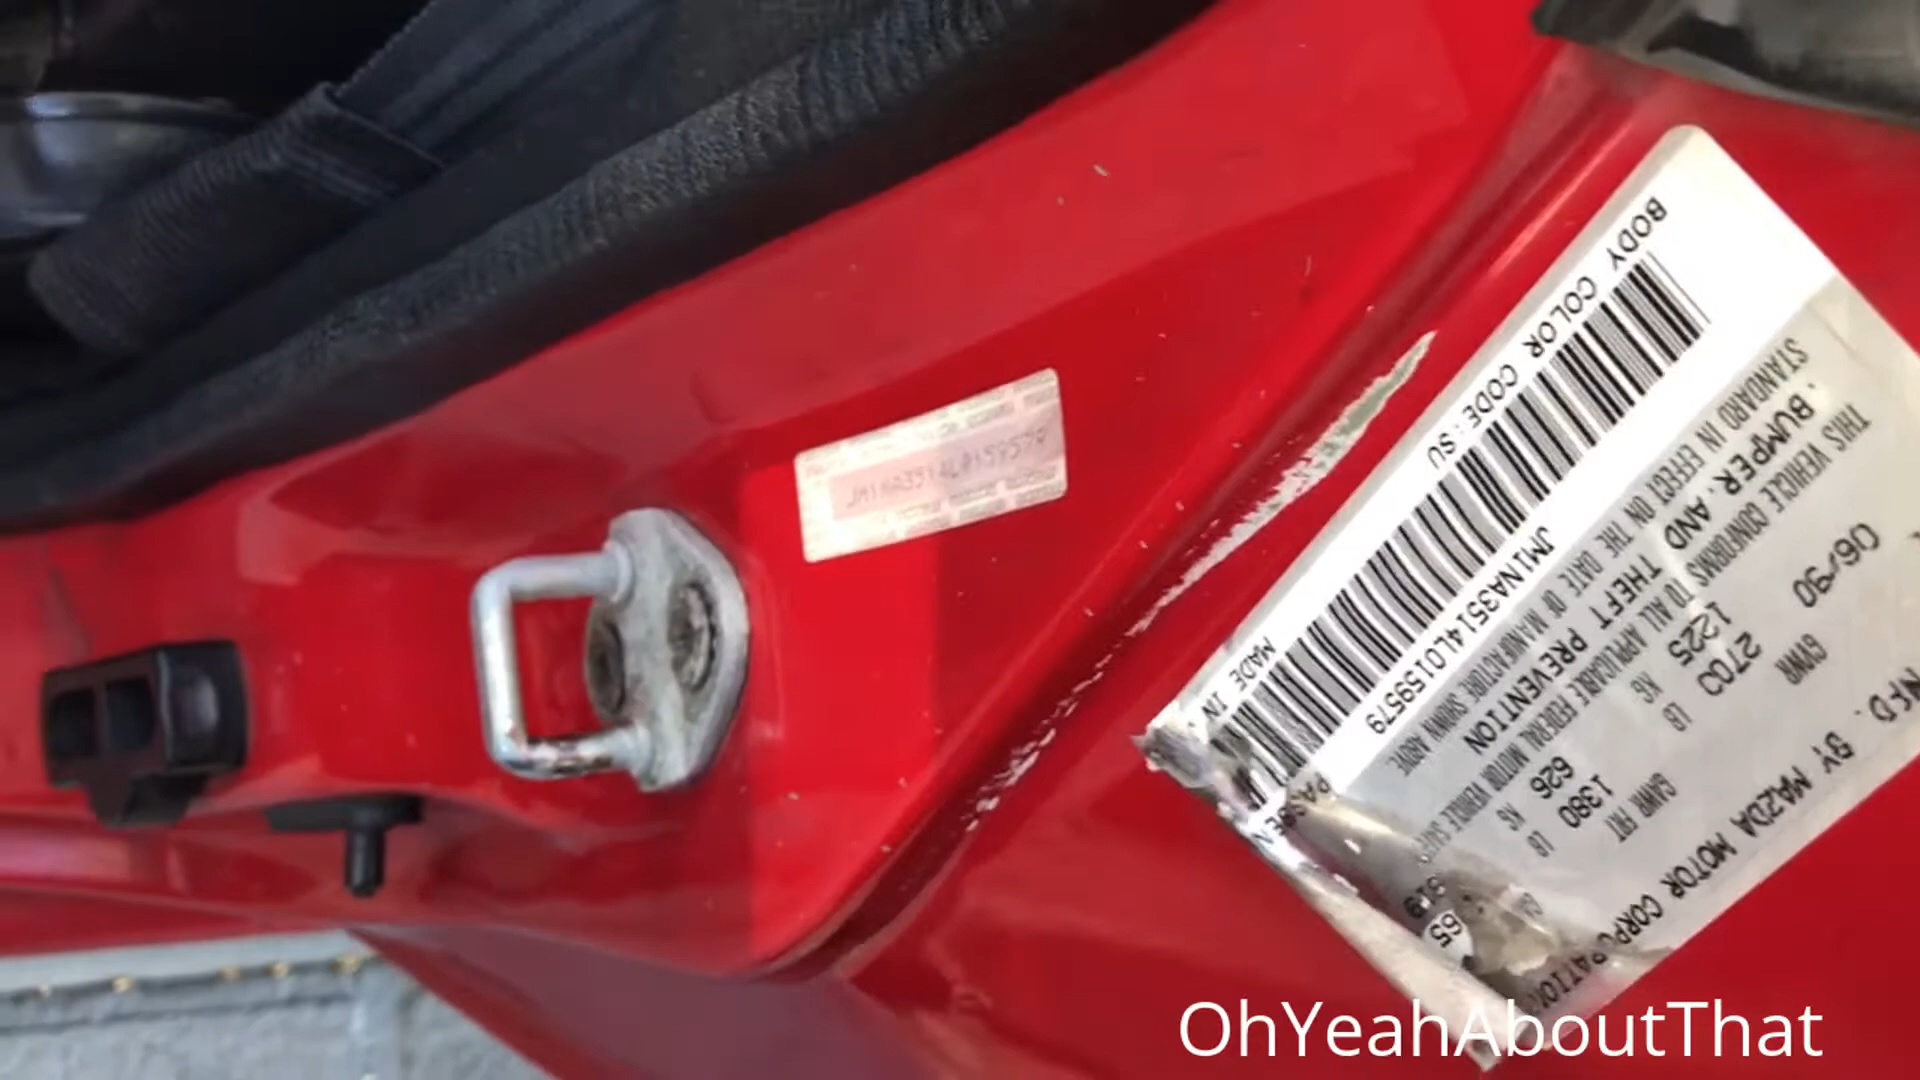 MFD. BY MAZDA MOTOR CORPORATION
06/90
GVWR
GAWR FRT
2703 LB
1380 LB
1225 KG
626 KG
THIS VEHICLE CONFORMS TO ALL APPLICABLE FEDERAL MOTOR VEHICLE
STANDARD IN EFFECT ON THE DATE OF MANUFACTURE SHOWN ABOVE
BUMPER. AND THEFT PREVENTION
JM1NA3514L0159579
BODY COLOR CODE:SU
MADE IN
65
OhYeahAboutThat